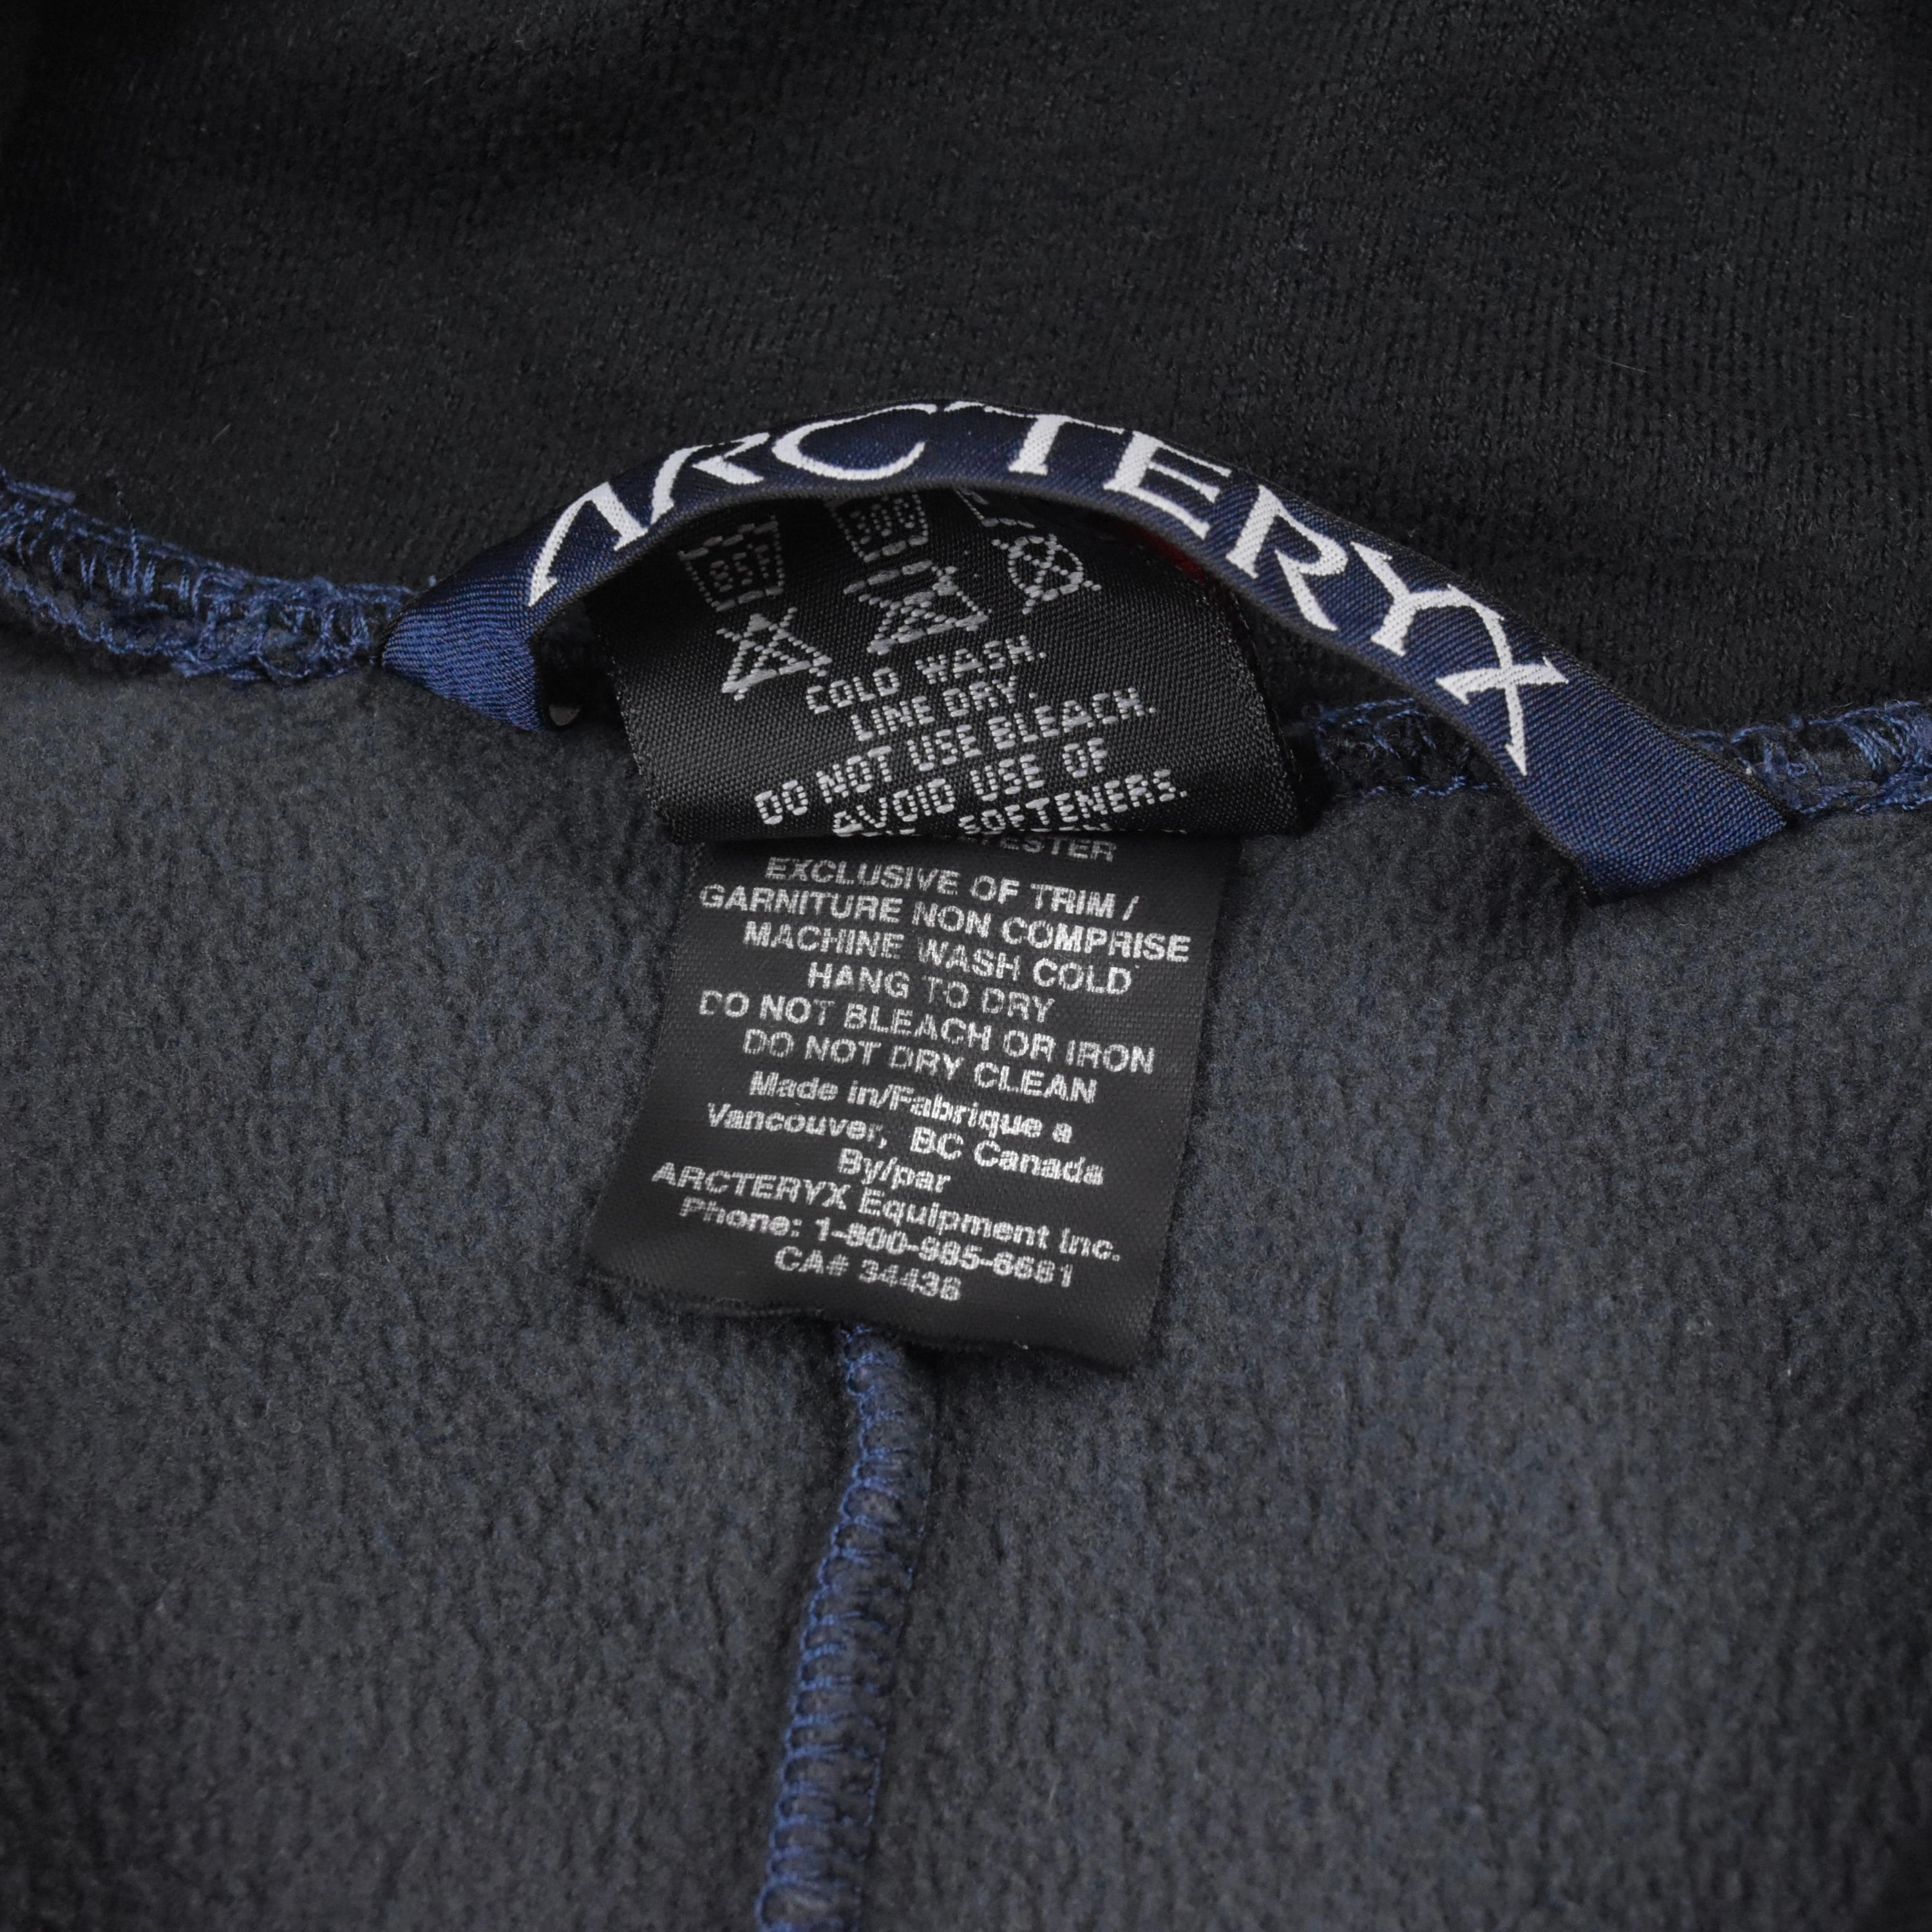 ARC'TERYX
COLD WASH.
LINE DRY.
DO NOT USE BLEACH.
AVOID USE OF
SOFTENERS.
EXCLUSIVE OF TRIM /
GARNITURE NON COMPRISE
MACHINE WASH COLD
HANG TO DRY
DO NOT BLEACH OR IRON
DO NOT DRY CLEAN
Made in/Fabrique a
Vancouver, BC Canada
By/par
ARCTERYX Equipment Inc.
Phone: 1-800-985-6681
CA# 34436